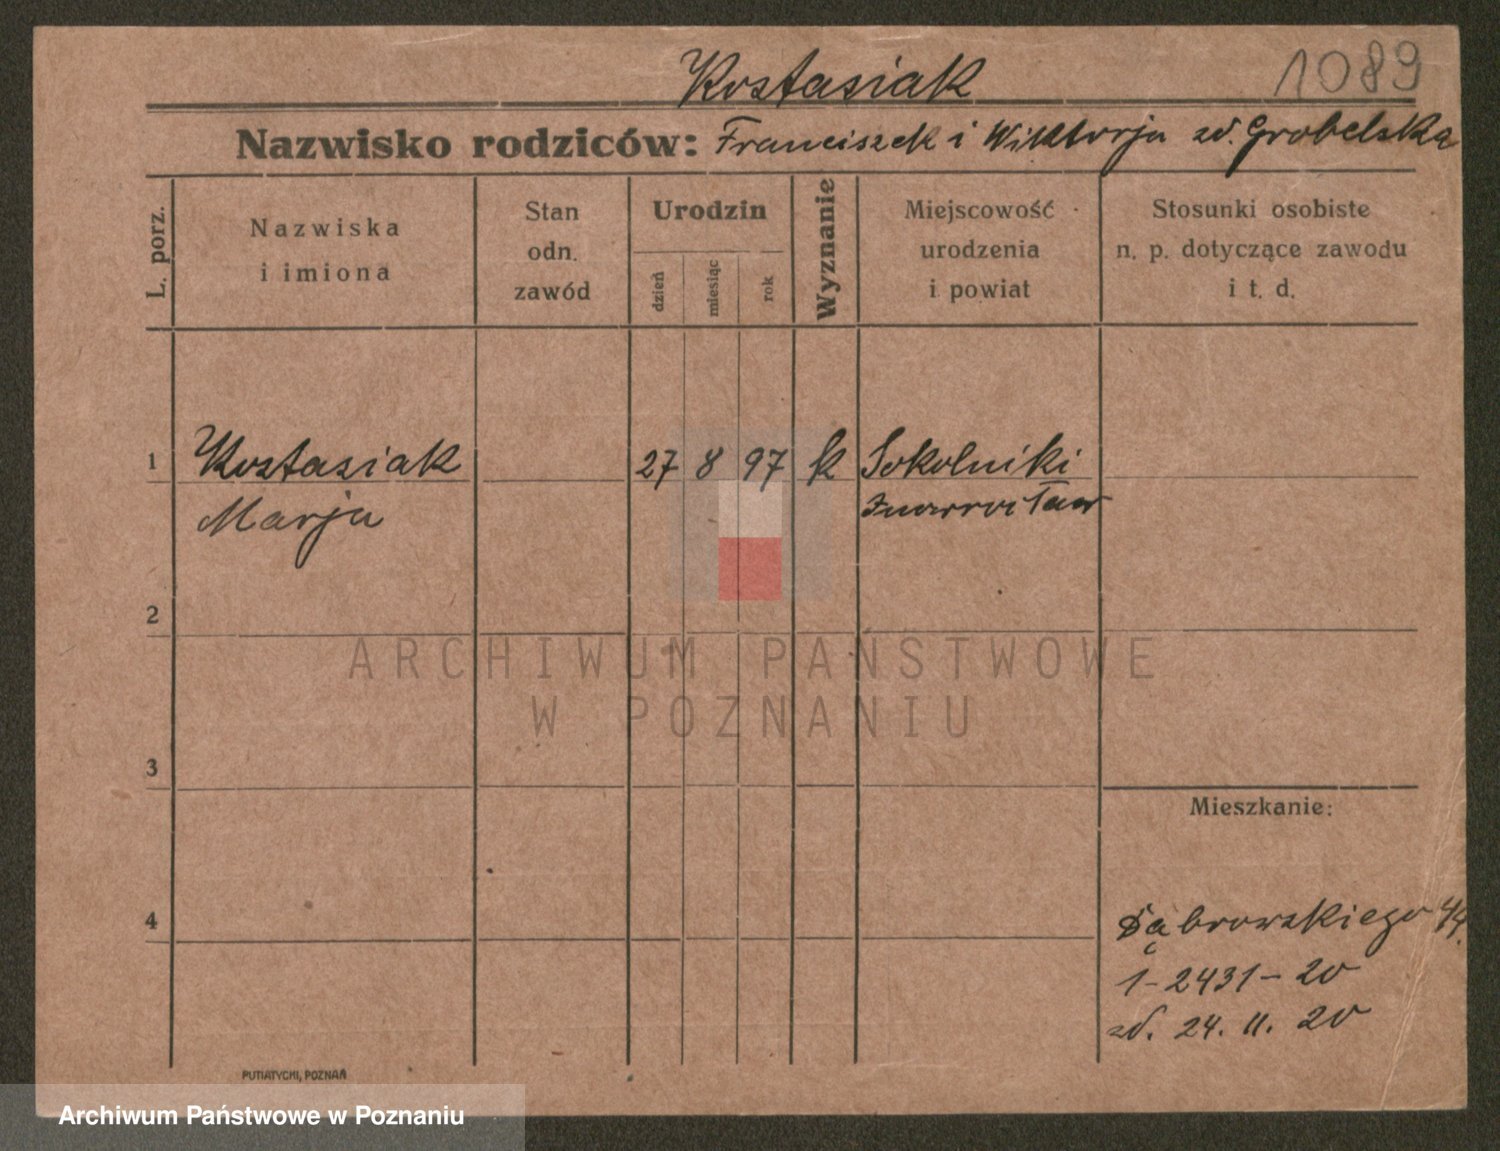 Kostasiak 1089
Nazwisko rodziców: Franciszek i Wiktorja zd. Grobelska
L. porz.
Nazwiska
i imiona
Stan
odn.
zawód
Urodzin
dzień
miesiąc
rok
Wyznanie
Miejscowość
urodzenia
i powiat
Stosunki osobiste
n. p. dotyczące zawodu
i t. d.
1 Kostasiak 27 8 97 k Sokolniki
Marja Inowrocław
2
ARCHIWUM PAŃSTWOWE
W POZNANIU
3
Mieszkanie:
4
Dąbrowskiego 44.
1-2431-20
zd. 24. 11. 20
PUTIATYCKI, POZNAŃ
Archiwum Państwowe w Poznaniu